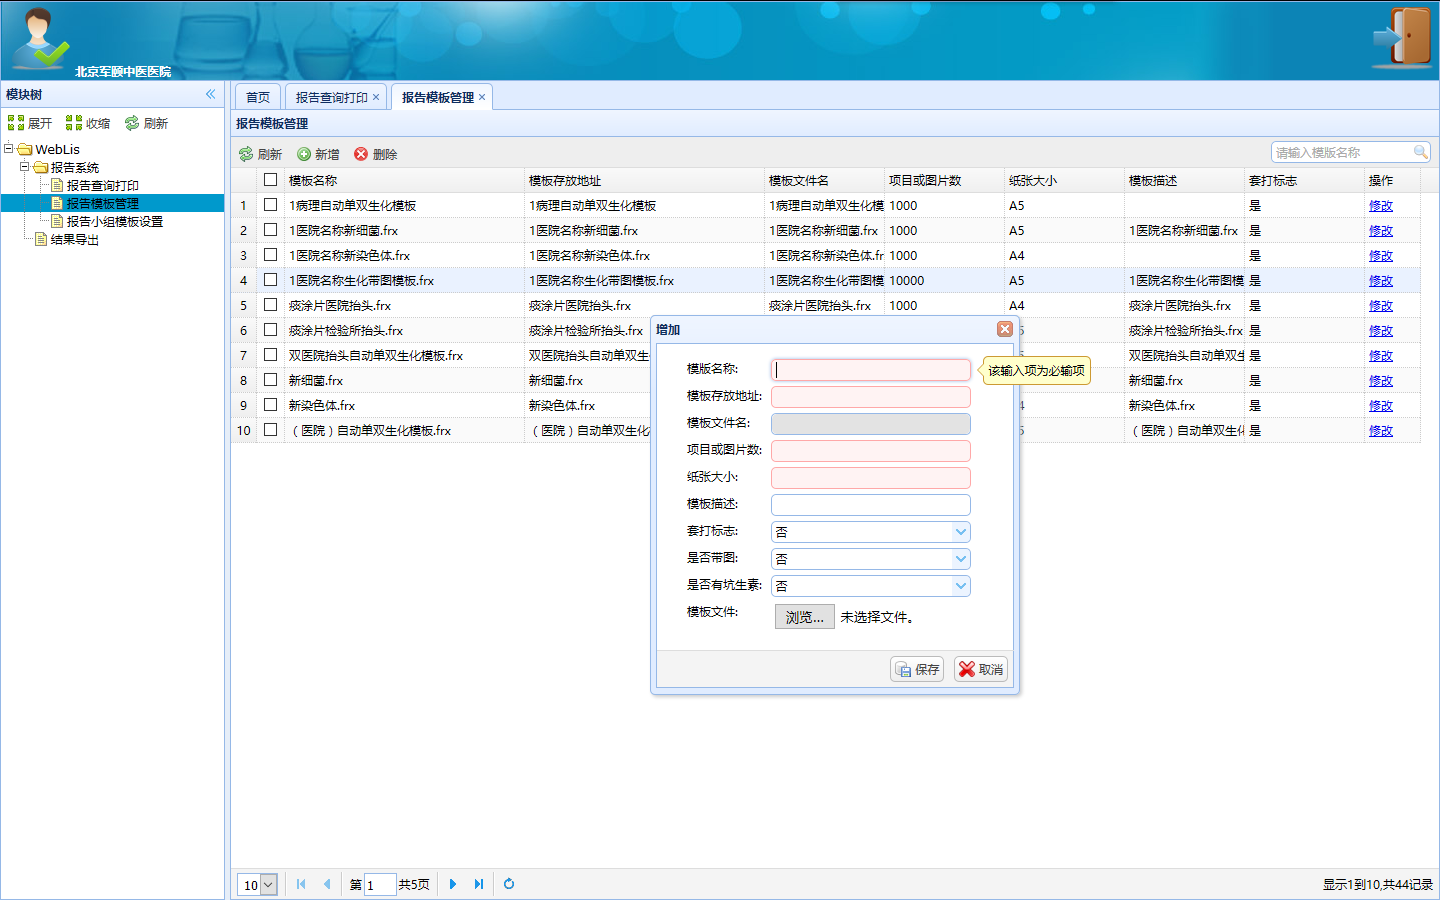 北京军颐中医医院
模块树
首页 报告查询打印 报告模板管理
报告模板管理
展开 收缩 刷新
刷新 新增 删除 请输入模版名称
WebLis
报告系统
报告查询打印
报告模板管理
报告小组模板设置
结果导出
模板名称 模板存放地址 模板文件名 项目或图片数 纸张大小 模板描述 套打标志 操作
1 1病理自动单双生化模板 1病理自动单双生化模板 1病理自动单双生化模 1000 A5 是 修改
2 1医院名称新细菌.frx 1医院名称新细菌.frx 1医院名称新细菌.frx 1000 A5 1医院名称新细菌.frx 是 修改
3 1医院名称新染色体.frx 1医院名称新染色体.frx 1医院名称新染色体.fr 1000 A4 是 修改
4 1医院名称生化带图模板.frx 1医院名称生化带图模板.frx 1医院名称生化带图模 10000 A5 1医院名称生化带图模 是 修改
5 痰涂片医院抬头.frx 痰涂片医院抬头.frx 痰涂片医院抬头.frx 1000 A4 痰涂片医院抬头.frx 是 修改
6 痰涂片检验所抬头.frx 痰涂片检验所抬头.frx 5 痰涂片检验所抬头.frx 是 修改
7 双医院抬头自动单双生化模板.frx 双医院抬头自动单双生 5 双医院抬头自动单双生 是 修改
8 新细菌.frx 新细菌.frx 新细菌.frx 是 修改
9 新染色体.frx 新染色体.frx 4 新染色体.frx 是 修改
10 （医院）自动单双生化模板.frx （医院）自动单双生化 5 （医院）自动单双生化 是 修改
增加
模版名称: 该输入项为必输项
模板存放地址:
模板文件名:
项目或图片数:
纸张大小:
模板描述:
套打标志: 否
是否带图: 否
是否有坑生素: 否
模板文件: 浏览... 未选择文件。
保存 取消
10 第 1 共5页 显示1到10,共44记录